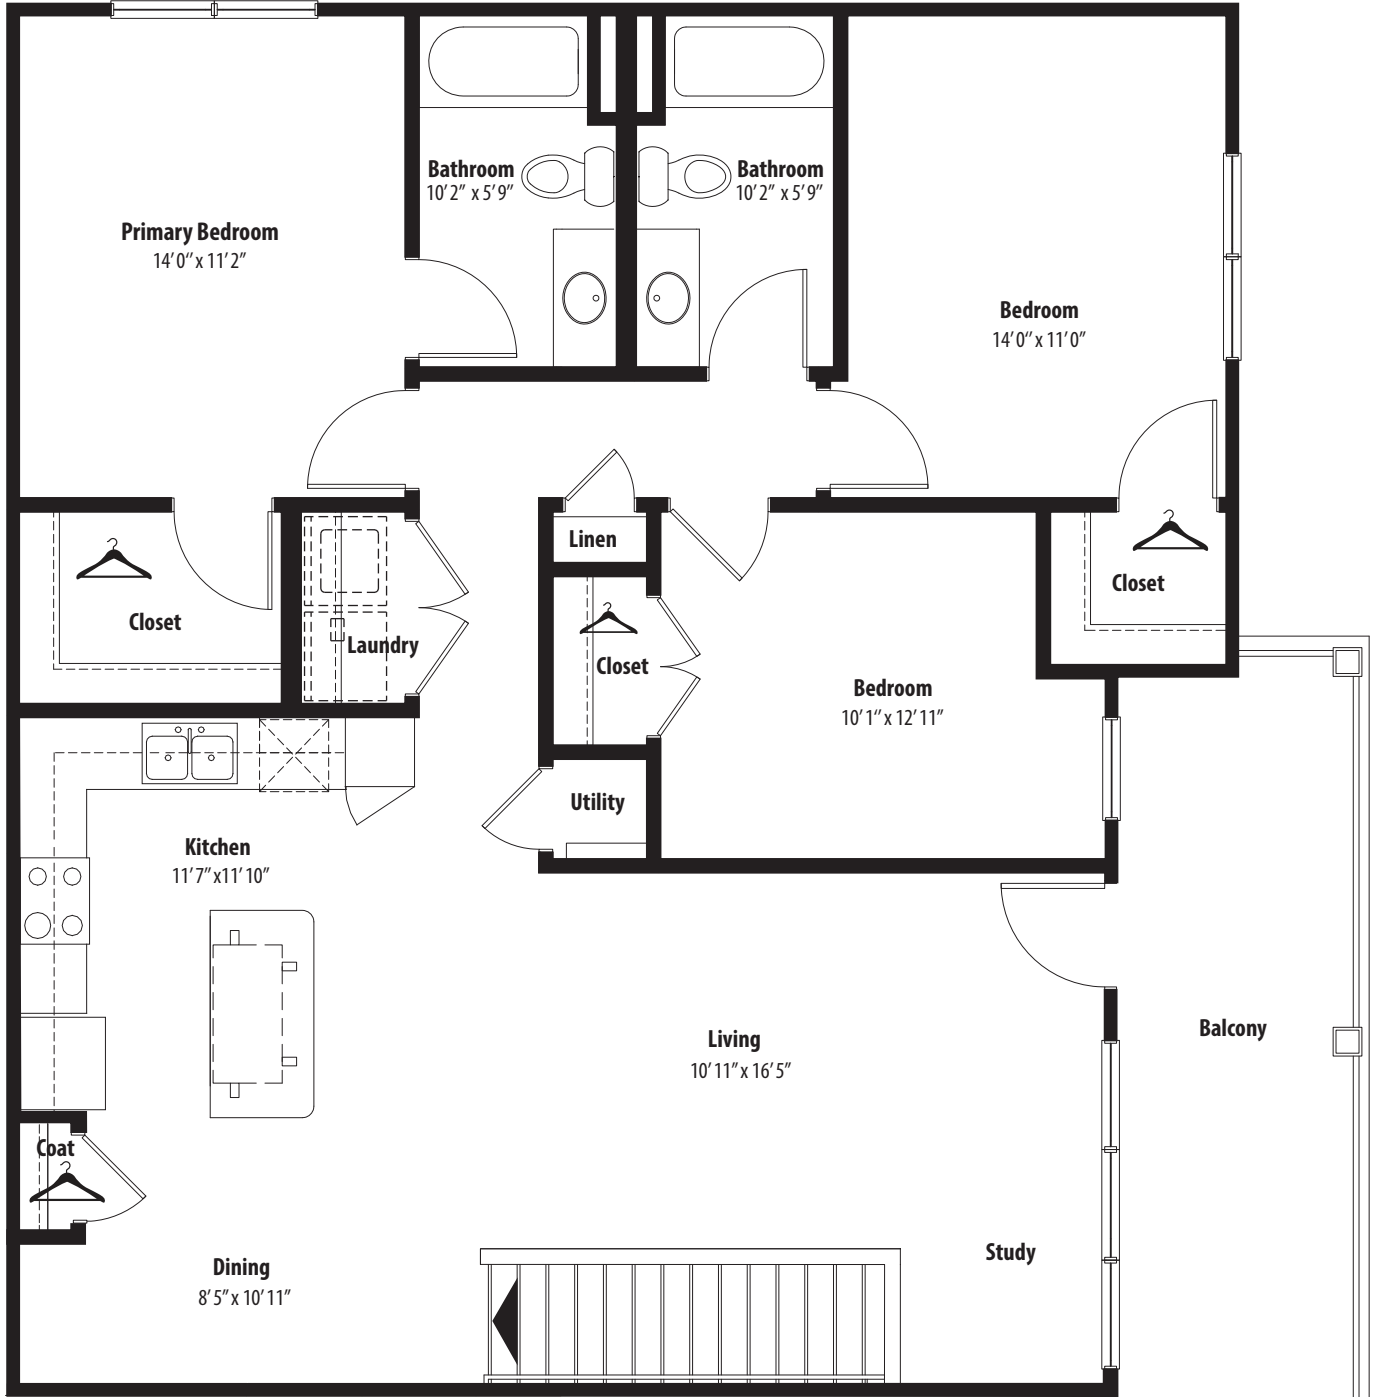 Bathroom
10'2" x 5'9"
Bathroom
10'2" x 5'9"
Primary Bedroom
14'0" x 11'2"
Bedroom
14'0" x 11'0"
Linen
Closet
Closet
Laundry
Closet
Bedroom
10'1" x 12'11"
Utility
Kitchen
11'7" x11'10"
Living
10'11" x 16'5"
Balcony
Coat
Study
Dining
8'5" x 10'11"